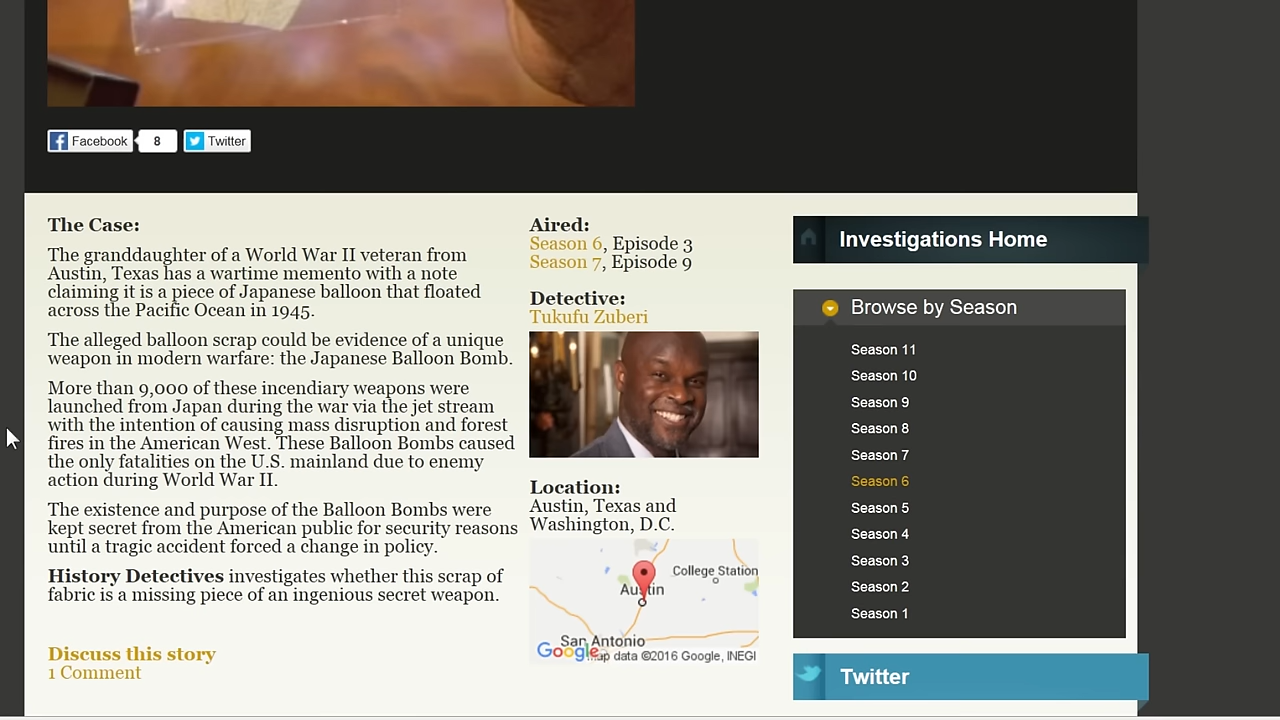 Facebook
8
Twitter
The Case:
The granddaughter of a World War II veteran from
Austin, Texas has a wartime memento with a note
claiming it is a piece of Japanese balloon that floated
across the Pacific Ocean in 1945.
The alleged balloon scrap could be evidence of a unique
weapon in modern warfare: the Japanese Balloon Bomb.
More than 9,000 of these incendiary weapons were
launched from Japan during the war via the jet stream
with the intention of causing mass disruption and forest
fires in the American West. These Balloon Bombs caused
the only fatalities on the U.S. mainland due to enemy
action during World War II.
The existence and purpose of the Balloon Bombs were
kept secret from the American public for security reasons
until a tragic accident forced a change in policy.
History Detectives investigates whether this scrap of
fabric is a missing piece of an ingenious secret weapon.
Discuss this story
1 Comment
Aired:
Season 6, Episode 3
Season 7, Episode 9
Detective:
Tukufu Zuberi
Location:
Austin, Texas and
Washington, D.C.
College Station
Austin
San Antonio
Google
map data ©2016 Google, INEGI
Investigations Home
Browse by Season
Season 11
Season 10
Season 9
Season 8
Season 7
Season 6
Season 5
Season 4
Season 3
Season 2
Season 1
Twitter